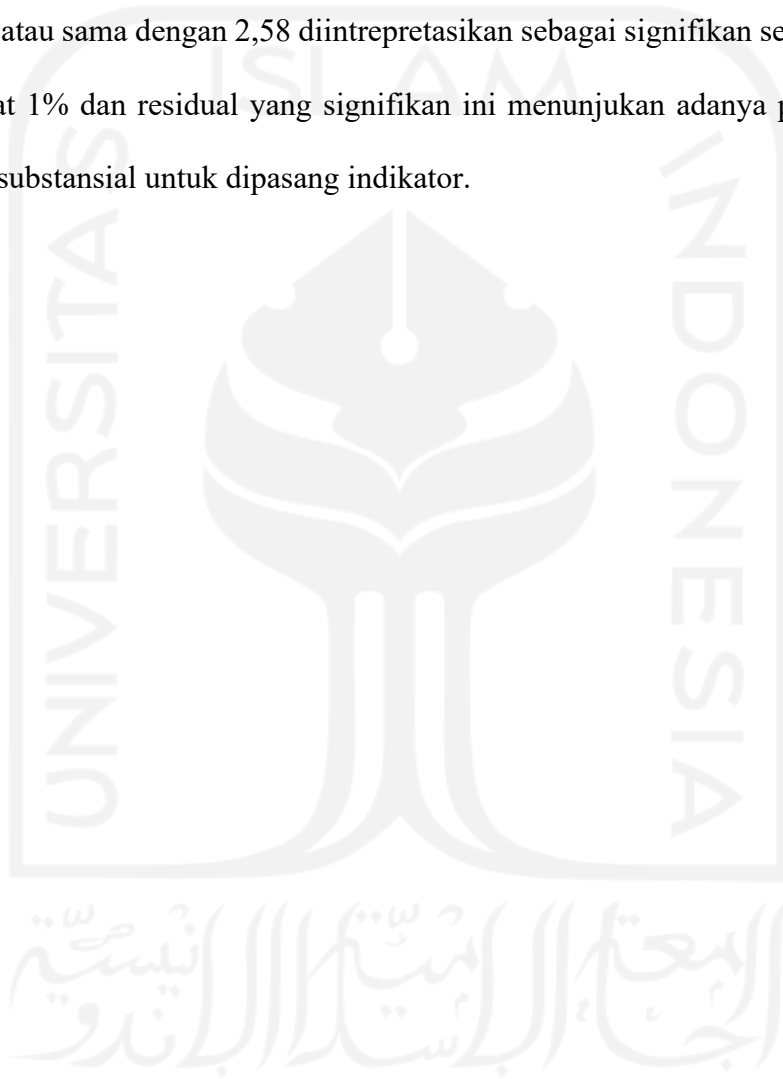 atau sama dengan 2,58 diintrepretasikan sebagai signifikan se
at 1% dan residual yang signifikan ini menunjukan adanya p
substansial untuk dipasang indikator.
ISLAM
UNIVERSITAS
INDONESIA